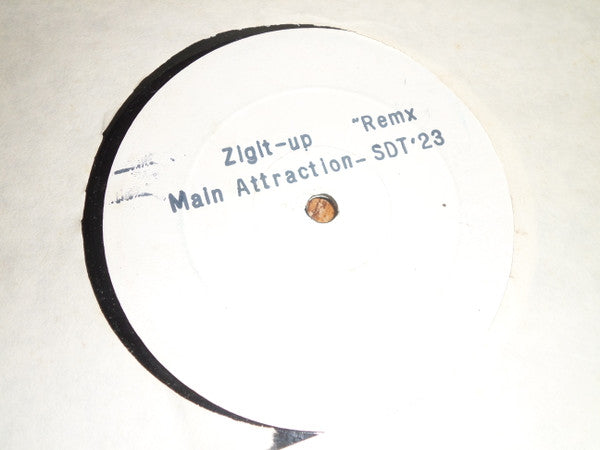 Zigit-up "Remx
Main Attraction- SDT'23